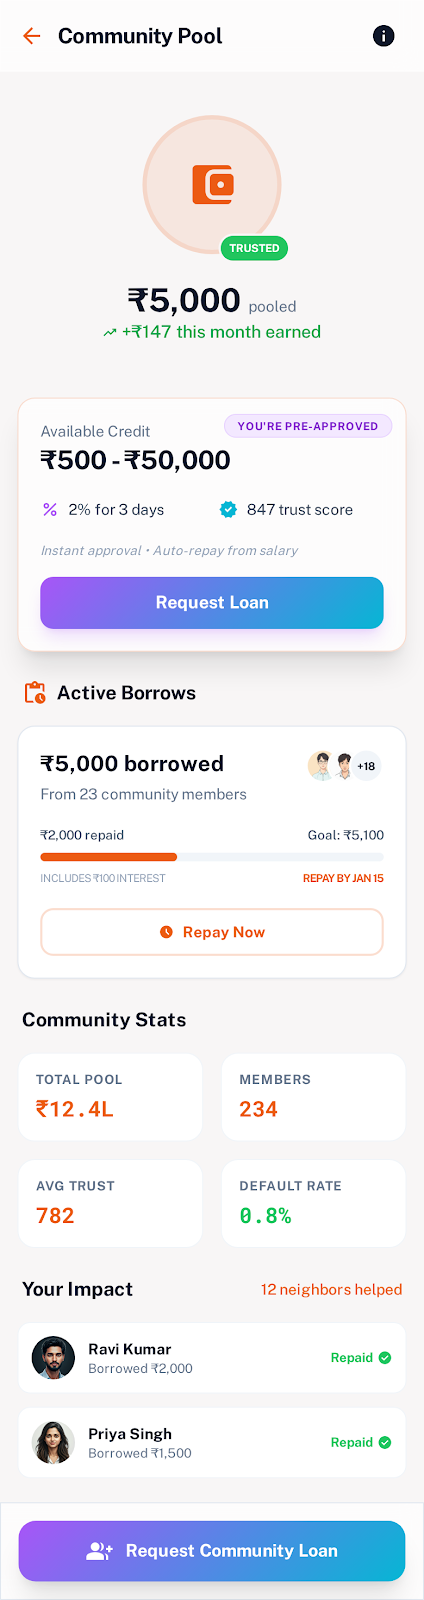 Community Pool
TRUSTED
₹5,000 pooled
+₹147 this month earned
YOU'RE PRE-APPROVED
Available Credit
₹500 - ₹50,000
2% for 3 days
847 trust score
Instant approval • Auto-repay from salary
Request Loan
Active Borrows
₹5,000 borrowed
+18
From 23 community members
₹2,000 repaid
Goal: ₹5,100
INCLUDES ₹100 INTEREST
REPAY BY JAN 15
Repay Now
Community Stats
TOTAL POOL
₹12.4L
MEMBERS
234
AVG TRUST
782
DEFAULT RATE
0.8%
Your Impact
12 neighbors helped
Ravi Kumar
Borrowed ₹2,000
Repaid
Priya Singh
Borrowed ₹1,500
Repaid
Request Community Loan